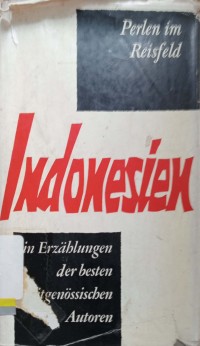 Perlen im
Reisfeld
Indonesien
in Erzählungen
der besten
Autoren